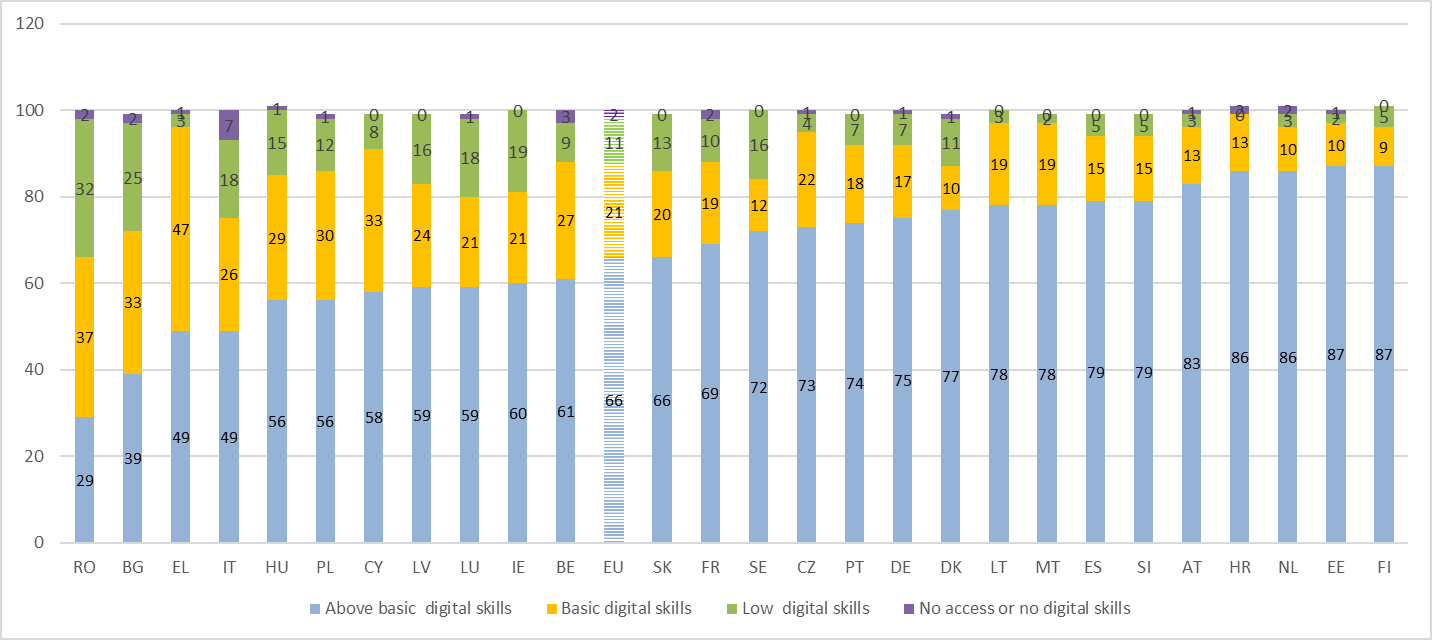 120
100
80
60
40
20
0
2 2 1 7 1 1 0 0 1 0 3 2 0 2 0 1 0 1 1 0 0 0 0 1 2 2 1 0
32 25 3 18 15 12 8 16 18 19 9 11 13 10 16 4 7 7 11 3 2 5 5 3 0 3 2 5
37 33 47 26 29 30 33 24 21 21 27 21 20 19 12 22 18 17 10 19 19 15 15 13 13 10 10 9
29 39 49 49 56 56 58 59 59 60 61 66 66 69 72 73 74 75 77 78 78 79 79 83 86 86 87 87
RO BG EL IT HU PL CY LV LU IE BE EU SK FR SE CZ PT DE DK LT MT ES SI AT HR NL EE FI
Above basic digital skills Basic digital skills Low digital skills No access or no digital skills